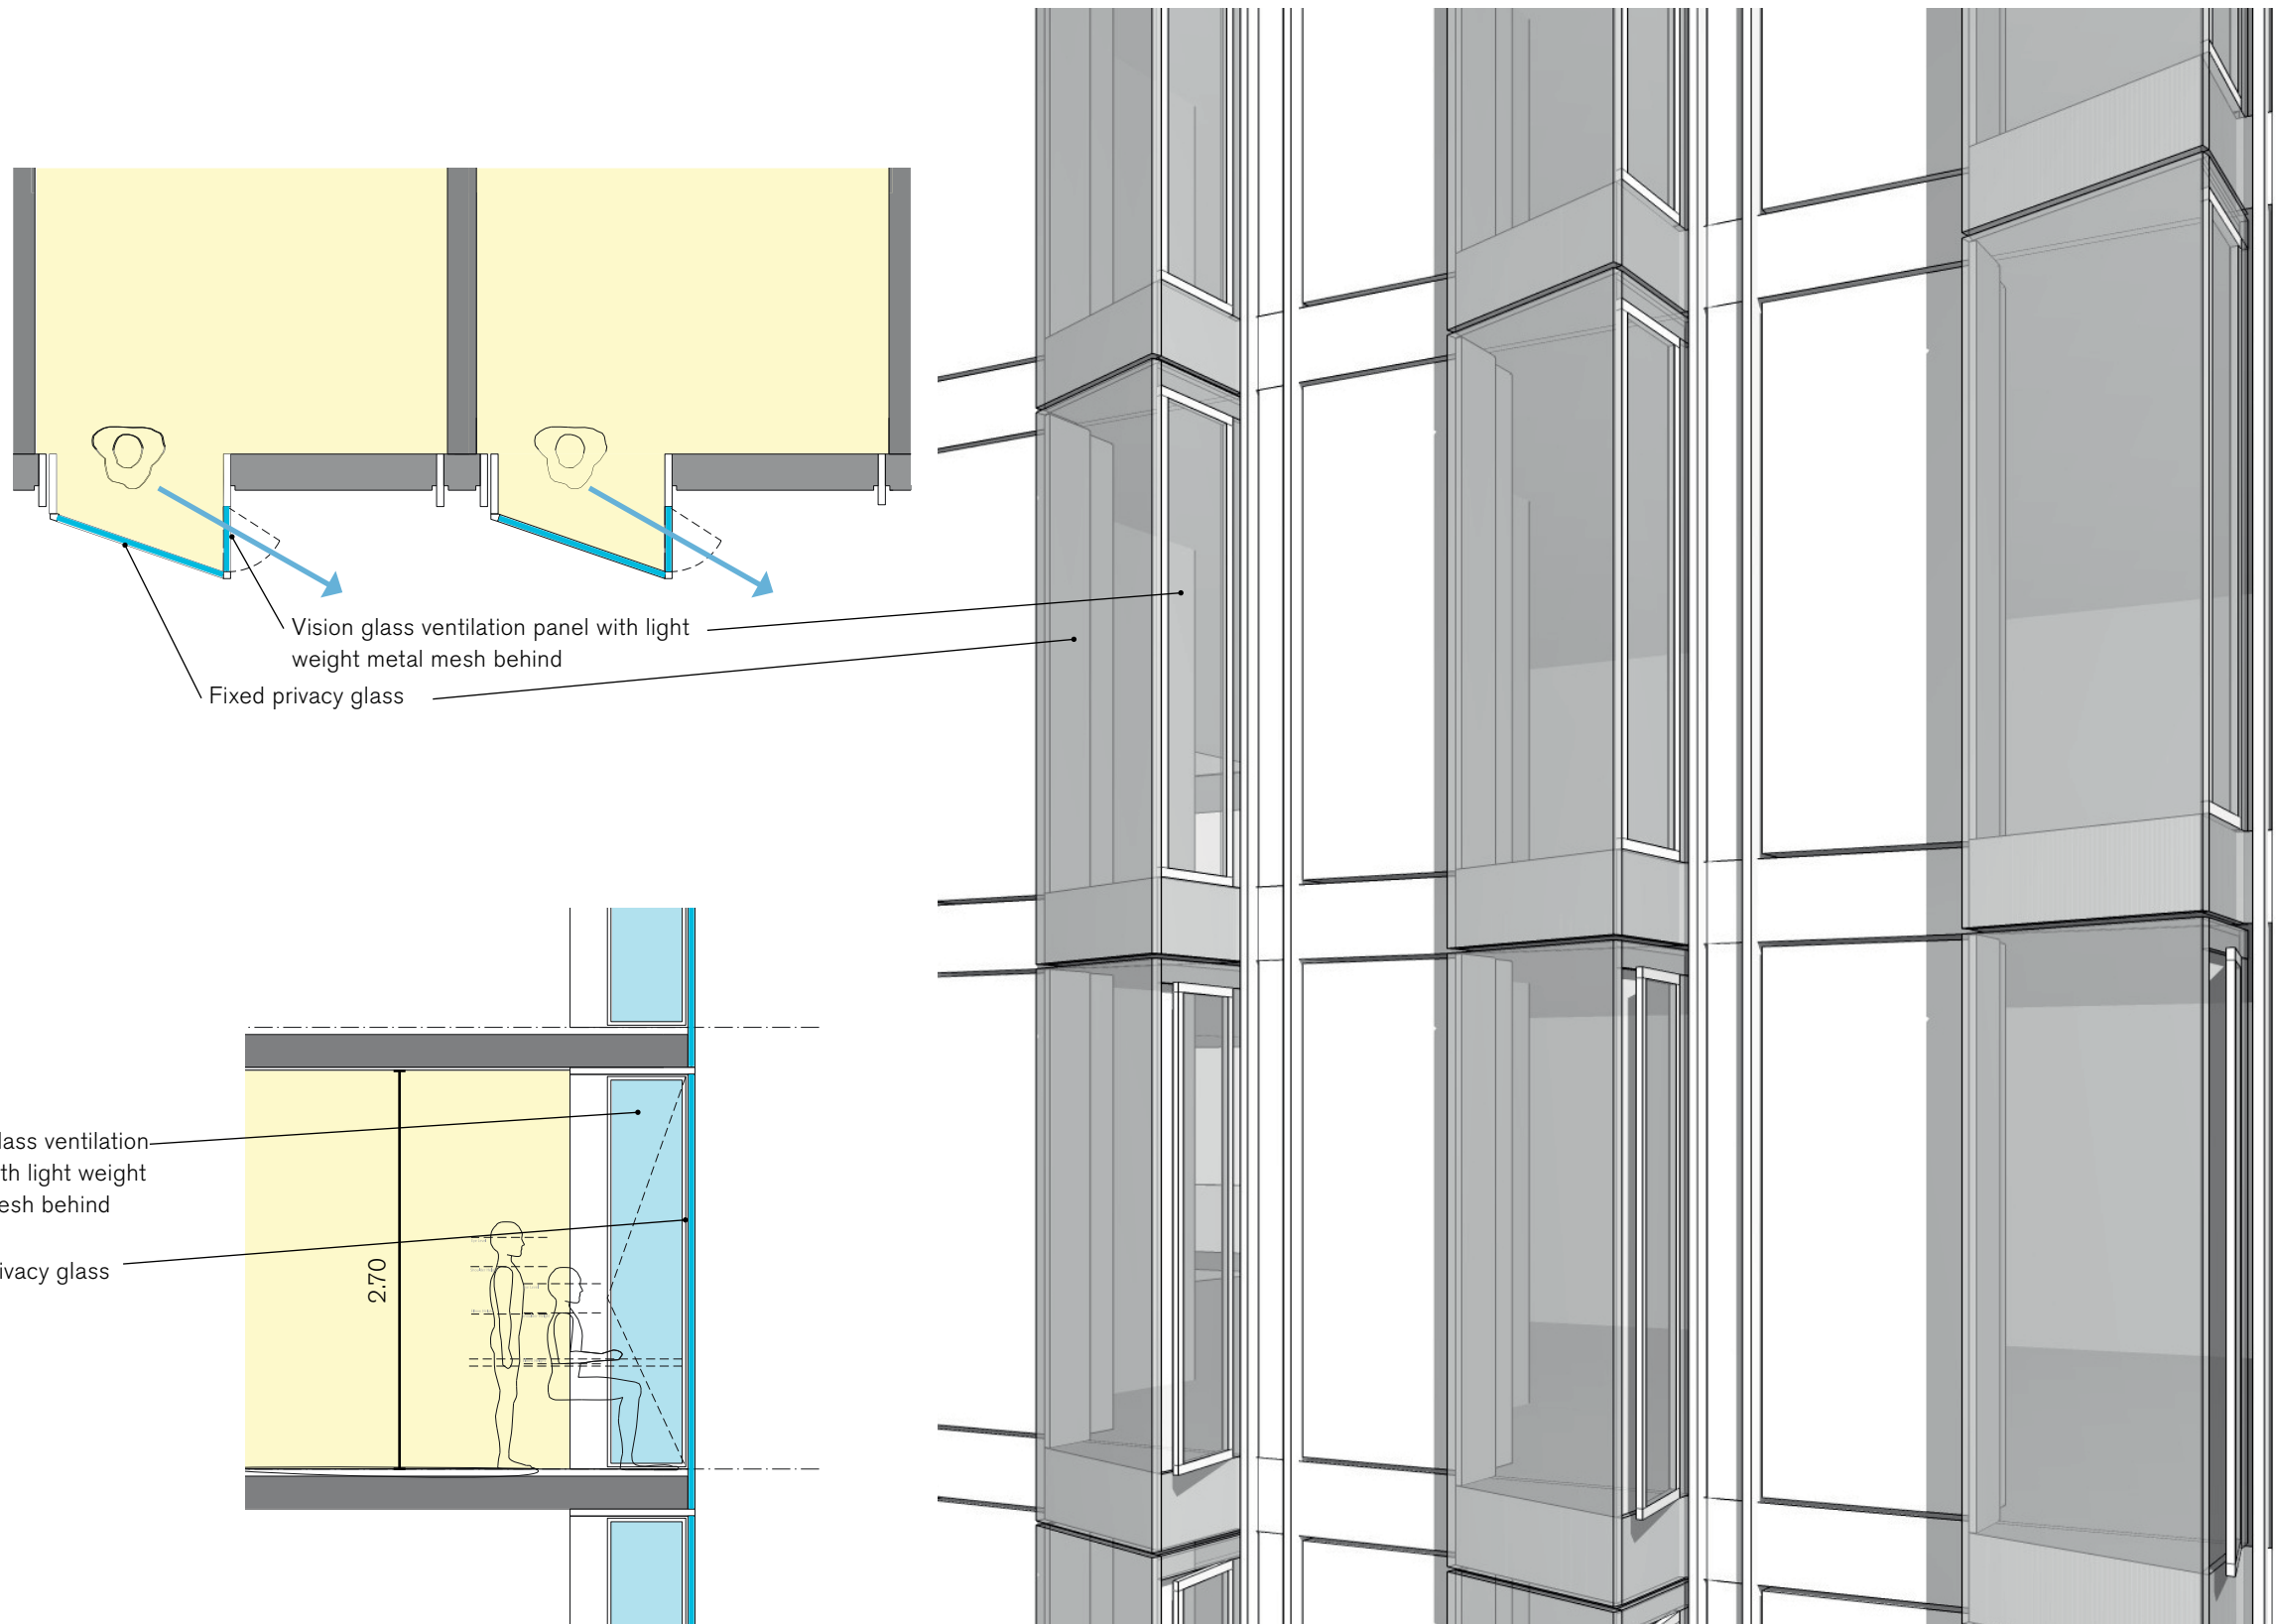 Vision glass ventilation panel with light
weight metal mesh behind
Fixed privacy glass
lass ventilation
th light weight
esh behind
ivacy glass
2.70